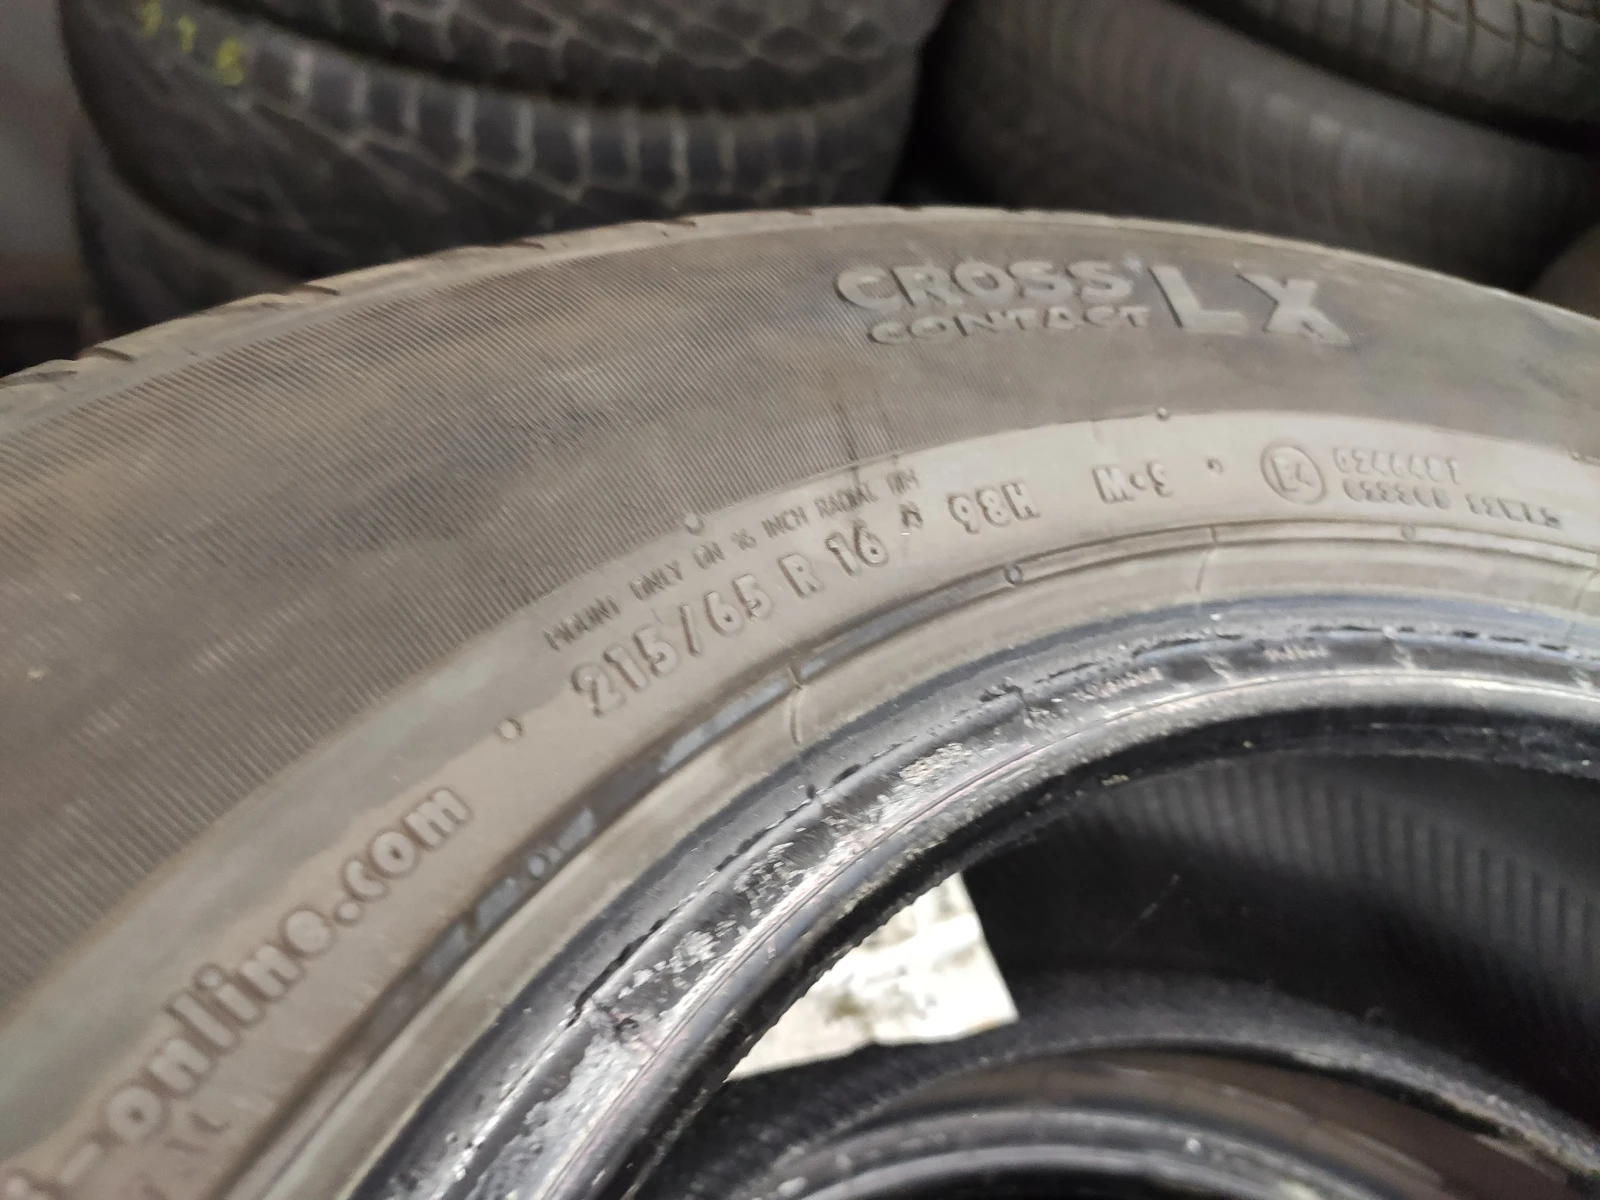 CROSS
CONTACT LX
MOUNT ONLY ON 16 INCH RADIAL RIM
215/65 R 16 98H M+S
-online.com